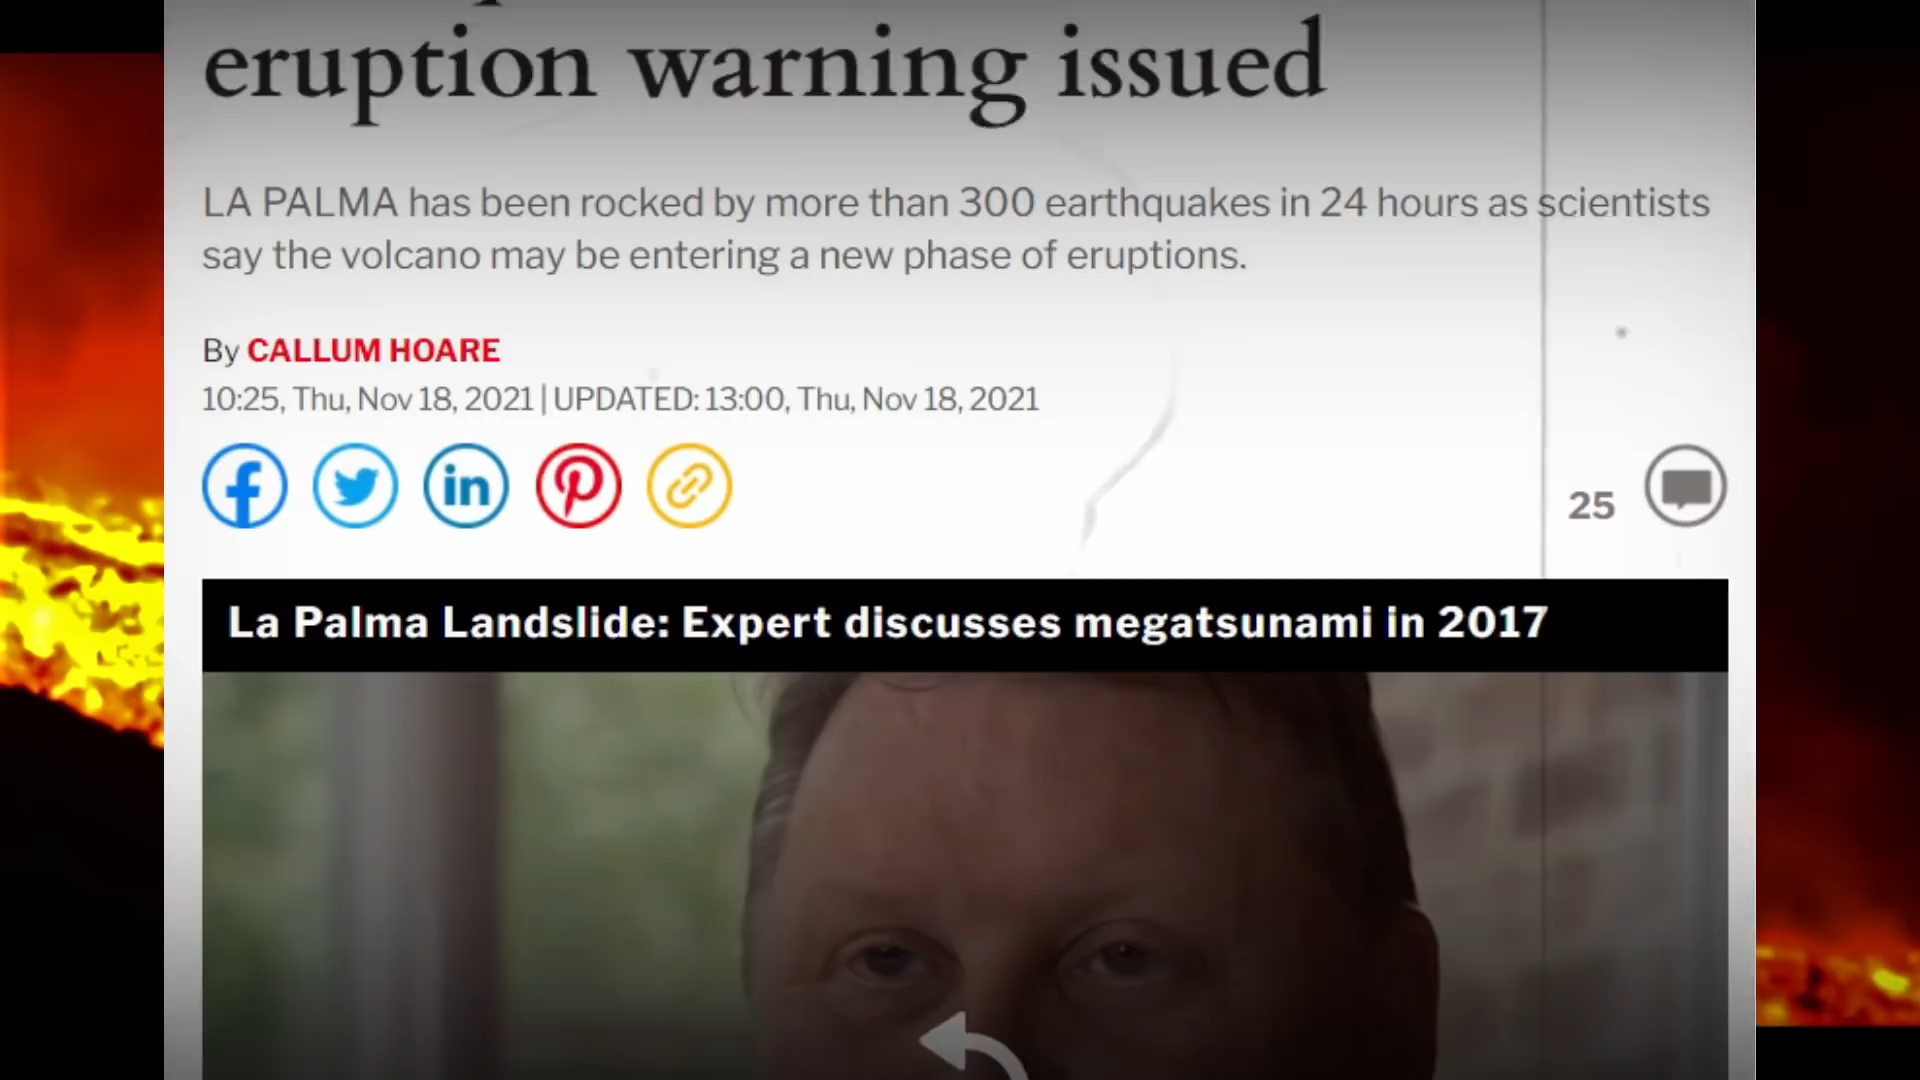 eruption warning issued
LA PALMA has been rocked by more than 300 earthquakes in 24 hours as scientists
say the volcano may be entering a new phase of eruptions.
By CALLUM HOARE
10:25, Thu, Nov 18, 2021 | UPDATED: 13:00, Thu, Nov 18, 2021
25
La Palma Landslide: Expert discusses megatsunami in 2017